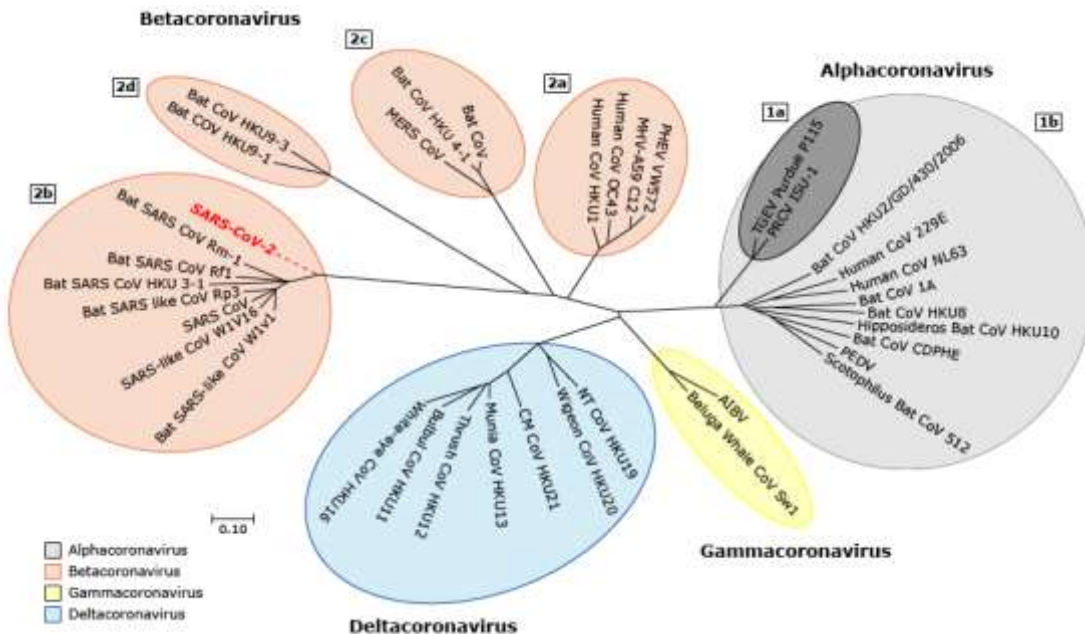 Betacoronavirus
2c
2a
Alphacoronavirus
2d
1a
1b
Bat CoV HKU9-3
Bat COV HKU9-1
Bat CoV
Bat CoV HKU 4-1
MERS CoV
PHEV VW572
MHV-A59 C12
Human CoV OC43
Human CoV HKU1
TGEV Purdue P115
PRCV ISU-1
Bat CoV HKU2/GD/430/2006
Human CoV 229E
Human CoV NL63
Bat CoV 1A
Bat CoV HKU8
Hipposideros Bat CoV HKU10
Bat CoV CDPHE
PEDV
Scotophilus Bat CoV 512
2b
SARS-CoV-2
Bat SARS CoV Rm-1
Bat SARS CoV Rf1
Bat SARS CoV HKU 3-1
Bat SARS like CoV Rp3
SARS CoV
SARS-like CoV W1V16
Bat SARS-like CoV W1v1
White-eye CoV HKU16
Bulbul CoV HKU11
Thrush CoV HKU12
Munia CoV HKU13
CM CoV HKU21
Wigeon CoV HKU20
NT CoV HKU19
AIBV
Beluga Whale CoV Sw1
0.10
Gammacoronavirus
Alphacoronavirus
Betacoronavirus
Gammacoronavirus
Deltacoronavirus
Deltacoronavirus